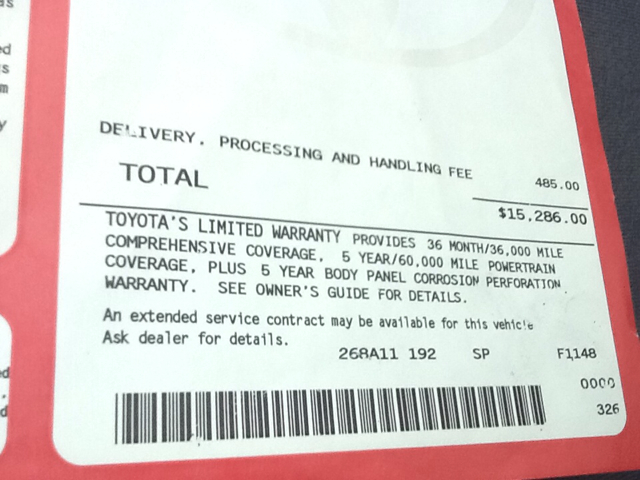 DELIVERY, PROCESSING AND HANDLING FEE 485.00
TOTAL $15,286.00
TOYOTA'S LIMITED WARRANTY PROVIDES 36 MONTH/36,000 MILE
COMPREHENSIVE COVERAGE, 5 YEAR/60,000 MILE POWERTRAIN
COVERAGE, PLUS 5 YEAR BODY PANEL CORROSION PERFORATION
WARRANTY. SEE OWNER'S GUIDE FOR DETAILS.
An extended service contract may be available for this vehicle
Ask dealer for details.
268A11 192 SP F1148
0000
326